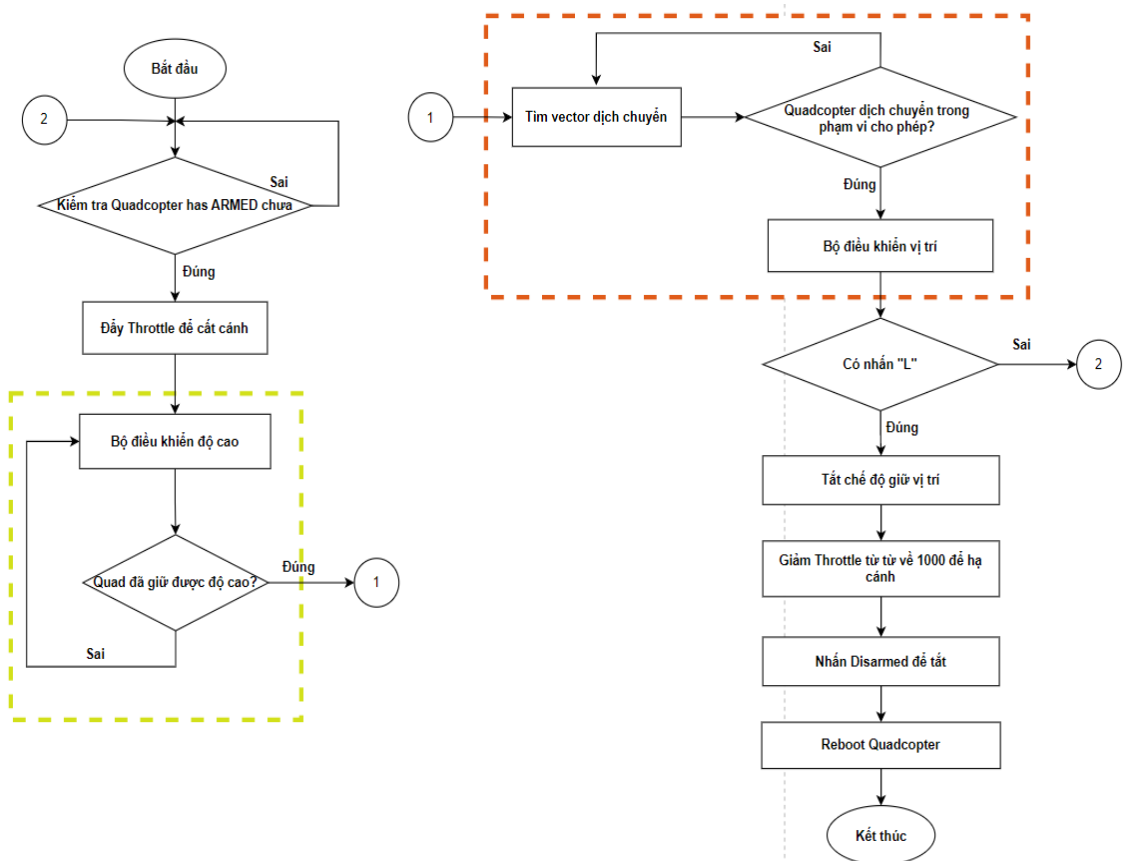 Bắt đầu
2
Sai
Kiểm tra Quadcopter has ARMED chưa
Đúng
Đẩy Throttle để cất cánh
Bộ điều khiển độ cao
Quad đã giữ được độ cao?
Đúng
1
Sai
Sai
1
Tìm vector dịch chuyển
Quadcopter dịch chuyển trong
phạm vi cho phép?
Đúng
Bộ điều khiển vị trí
Có nhấn "L"
Sai
2
Đúng
Tắt chế độ giữ vị trí
Giảm Throttle từ từ về 1000 để hạ
cánh
Nhấn Disarmed để tắt
Reboot Quadcopter
Kết thúc